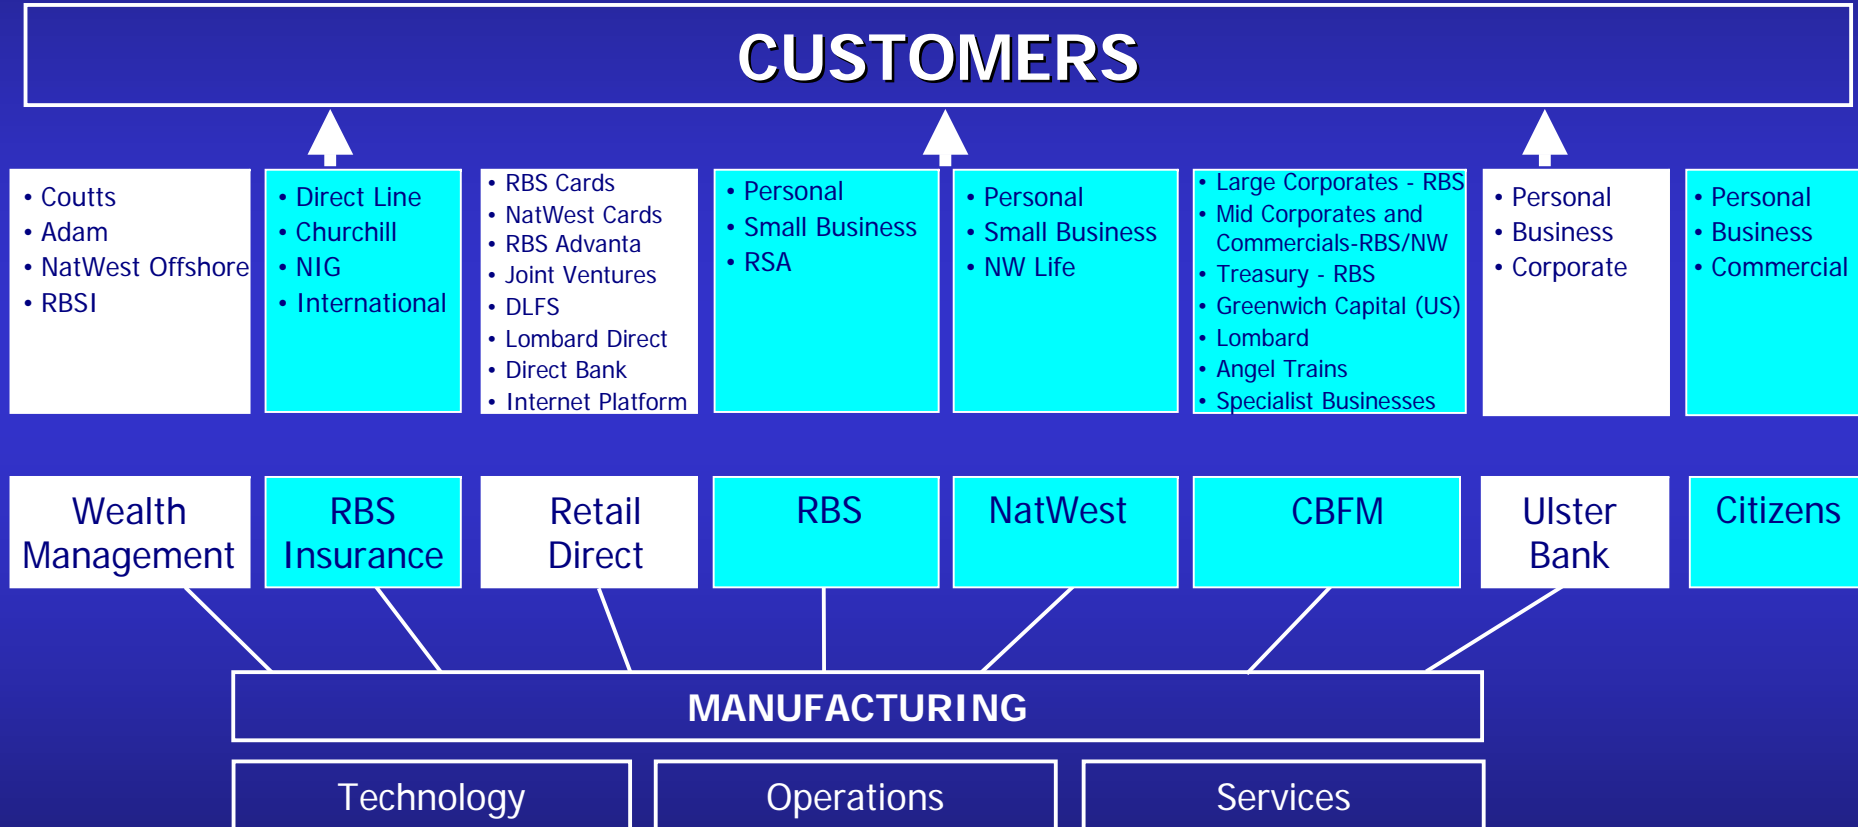 CUSTOMERS
• Coutts
• Adam
• NatWest Offshore
• RBSI
• Direct Line
• Churchill
• NIG
• International
• RBS Cards
• NatWest Cards
• RBS Advanta
• Joint Ventures
• DLFS
• Lombard Direct
• Direct Bank
• Internet Platform
• Personal
• Small Business
• RSA
• Personal
• Small Business
• NW Life
• Large Corporates - RBS
• Mid Corporates and
Commercials-RBS/NW
• Treasury - RBS
• Greenwich Capital (US)
• Lombard
• Angel Trains
• Specialist Businesses
• Personal
• Business
• Corporate
• Personal
• Business
• Commercial
Wealth
Management
RBS
Insurance
Retail
Direct
RBS
NatWest
CBFM
Ulster
Bank
Citizens
MANUFACTURING
Technology
Operations
Services